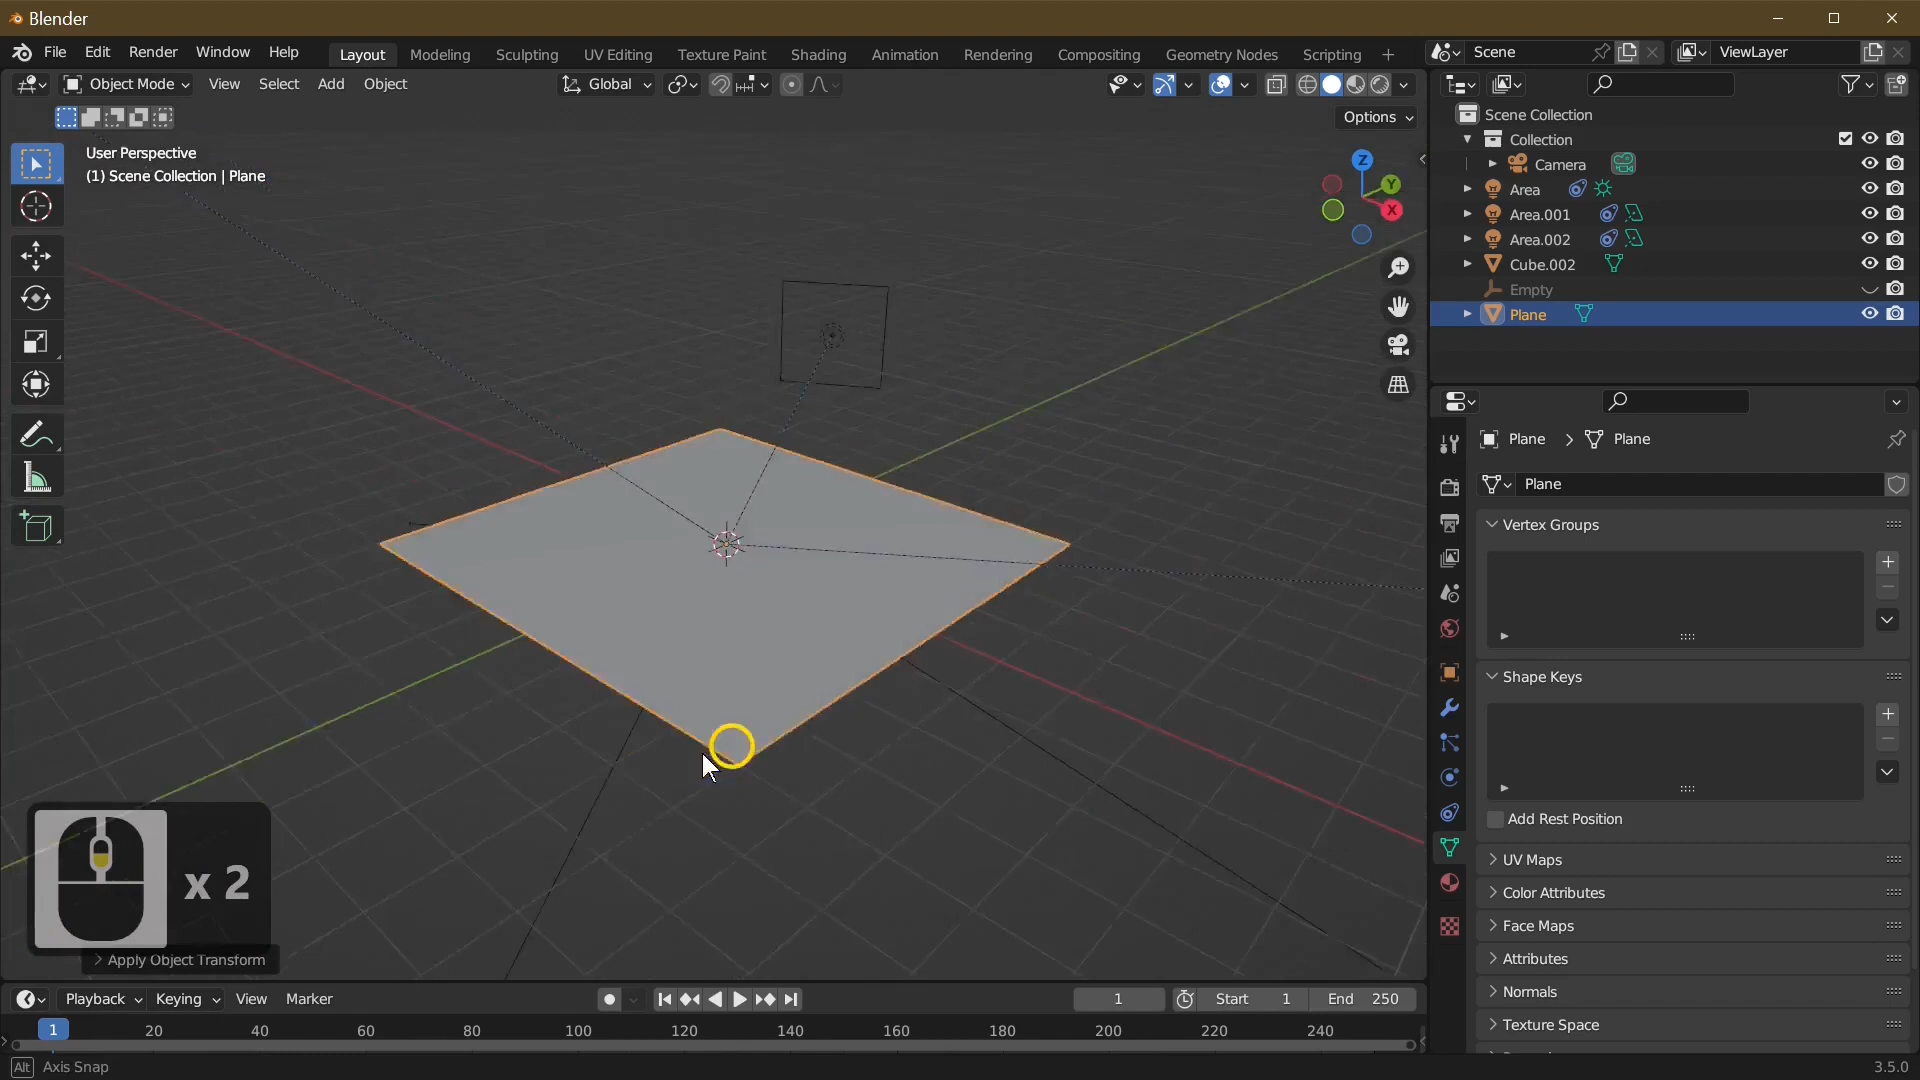 Blender
File Edit Render Window Help Layout Modeling Sculpting UV Editing Texture Paint Shading Animation Rendering Compositing Geometry Nodes Scripting + Scene ViewLayer
Object Mode View Select Add Object Global
Options
User Perspective
(1) Scene Collection | Plane
Z
Y
X
Scene Collection
Collection
Camera
Area
Area.001
Area.002
Cube.002
Empty
Plane
Plane > Plane
Plane
Vertex Groups
Shape Keys
Add Rest Position
UV Maps
Color Attributes
Face Maps
Attributes
Normals
Texture Space
x 2
> Apply Object Transform
Playback Keying View Marker 1 Start 1 End 250
1 20 40 60 80 100 120 140 160 180 200 220 240
Alt Axis Snap 3.5.0